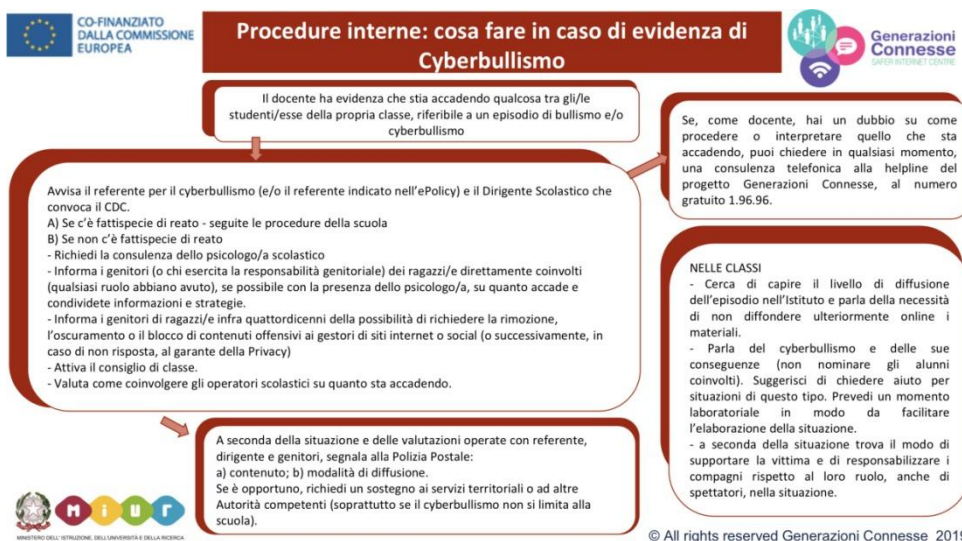 CO-FINANZIATO
DALLA COMMISSIONE
EUROPEA
Procedure interne: cosa fare in caso di evidenza di
Cyberbullismo
Generazioni
Connesse
SAFER INTERNET CENTRE
Il docente ha evidenza che stia accadendo qualcosa tra gli/le
studenti/esse della propria classe, riferibile a un episodio di bullismo e/o
cyberbullismo
Se, come docente, hai un dubbio su come
procedere o interpretare quello che sta
accadendo, puoi chiedere in qualsiasi momento,
una consulenza telefonica alla helpline del
progetto Generazioni Connesse, al numero
gratuito 1.96.96.
Avvisa il referente per il cyberbullismo (e/o il referente indicato nell'ePolicy) e il Dirigente Scolastico che
convoca il CDC.
A) Se c'è fattispecie di reato - seguite le procedure della scuola
B) Se non c'è fattispecie di reato
- Richiedi la consulenza dello psicologo/a scolastico
- Informa i genitori (o chi esercita la responsabilità genitoriale) dei ragazzi/e direttamente coinvolti
(qualsiasi ruolo abbiano avuto), se possibile con la presenza dello psicologo/a, su quanto accade e
condividete informazioni e strategie.
- Informa i genitori di ragazzi/e infra quattordicenni della possibilità di richiedere la rimozione,
l'oscuramento o il blocco di contenuti offensivi ai gestori di siti internet o social (o successivamente, in
caso di non risposta, al garante della Privacy)
- Attiva il consiglio di classe.
- Valuta come coinvolgere gli operatori scolastici su quanto sta accadendo.
NELLE CLASSI
- Cerca di capire il livello di diffusione
dell'episodio nell'Istituto e parla della necessità
di non diffondere ulteriormente online i
materiali.
- Parla del cyberbullismo e delle sue
conseguenze (non nominare gli alunni
coinvolti). Suggerisci di chiedere aiuto per
situazioni di questo tipo. Prevedi un momento
laboratoriale in modo da facilitare
l'elaborazione della situazione.
- a seconda della situazione trova il modo di
supportare la vittima e di responsabilizzare i
compagni rispetto al loro ruolo, anche di
spettatori, nella situazione.
A seconda della situazione e delle valutazioni operate con referente,
dirigente e genitori, segnala alla Polizia Postale:
a) contenuto; b) modalità di diffusione.
Se è opportuno, richiedi un sostegno ai servizi territoriali o ad altre
Autorità competenti (soprattutto se il cyberbullismo non si limita alla
scuola).
MiUr
MINISTERO DELL'ISTRUZIONE, DELL'UNIVERSITÀ E DELLA RICERCA
© All rights reserved Generazioni Connesse 2019